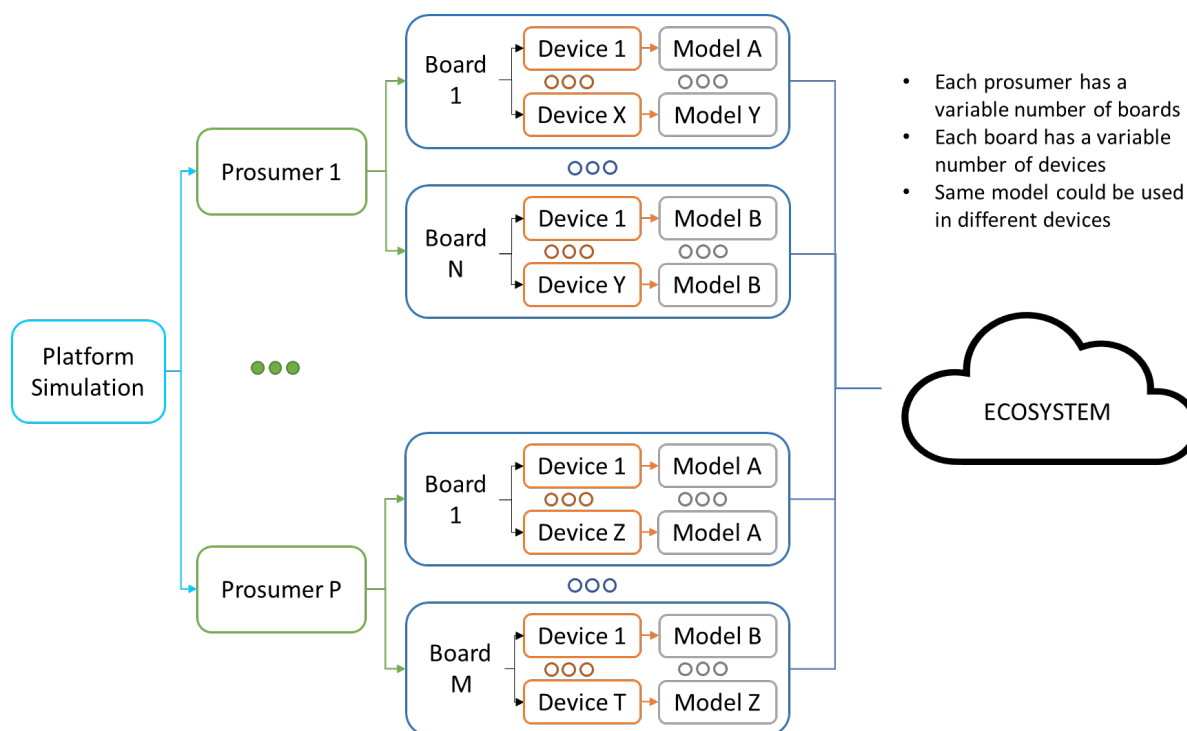 Platform
Simulation
Prosumer 1
Board
1
Device 1
Model A
Device X
Model Y
Board
N
Device 1
Model B
Device Y
Model B
Prosumer P
Board
1
Device 1
Model A
Device Z
Model A
Board
M
Device 1
Model B
Device T
Model Z
• Each prosumer has a
variable number of boards
• Each board has a variable
number of devices
• Same model could be used
in different devices
ECOSYSTEM